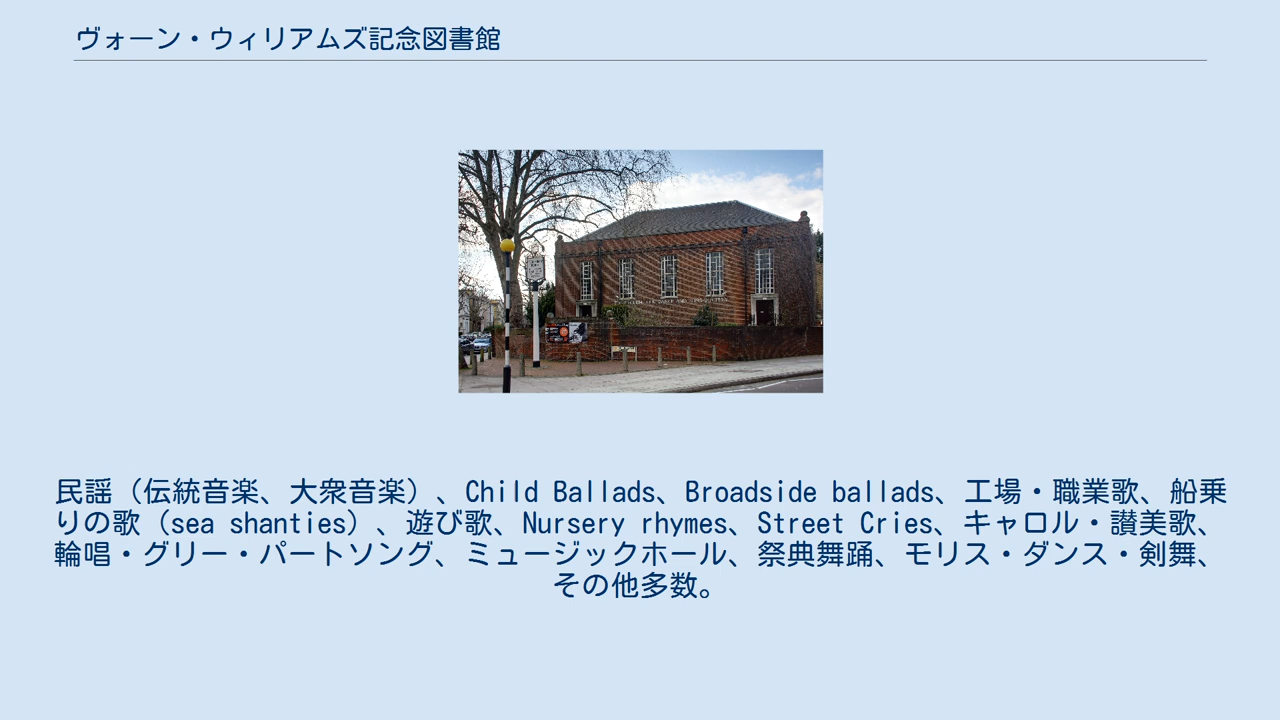 ヴォーン・ウィリアムズ記念図書館
民謡（伝統音楽、大衆音楽）、Child Ballads、Broadside ballads、工場・職業歌、船乗
りの歌（sea shanties）、遊び歌、Nursery rhymes、Street Cries、キャロル・讃美歌、
輪唱・グリー・パートソング、ミュージックホール、祭典舞踊、モリス・ダンス・剣舞、
その他多数。